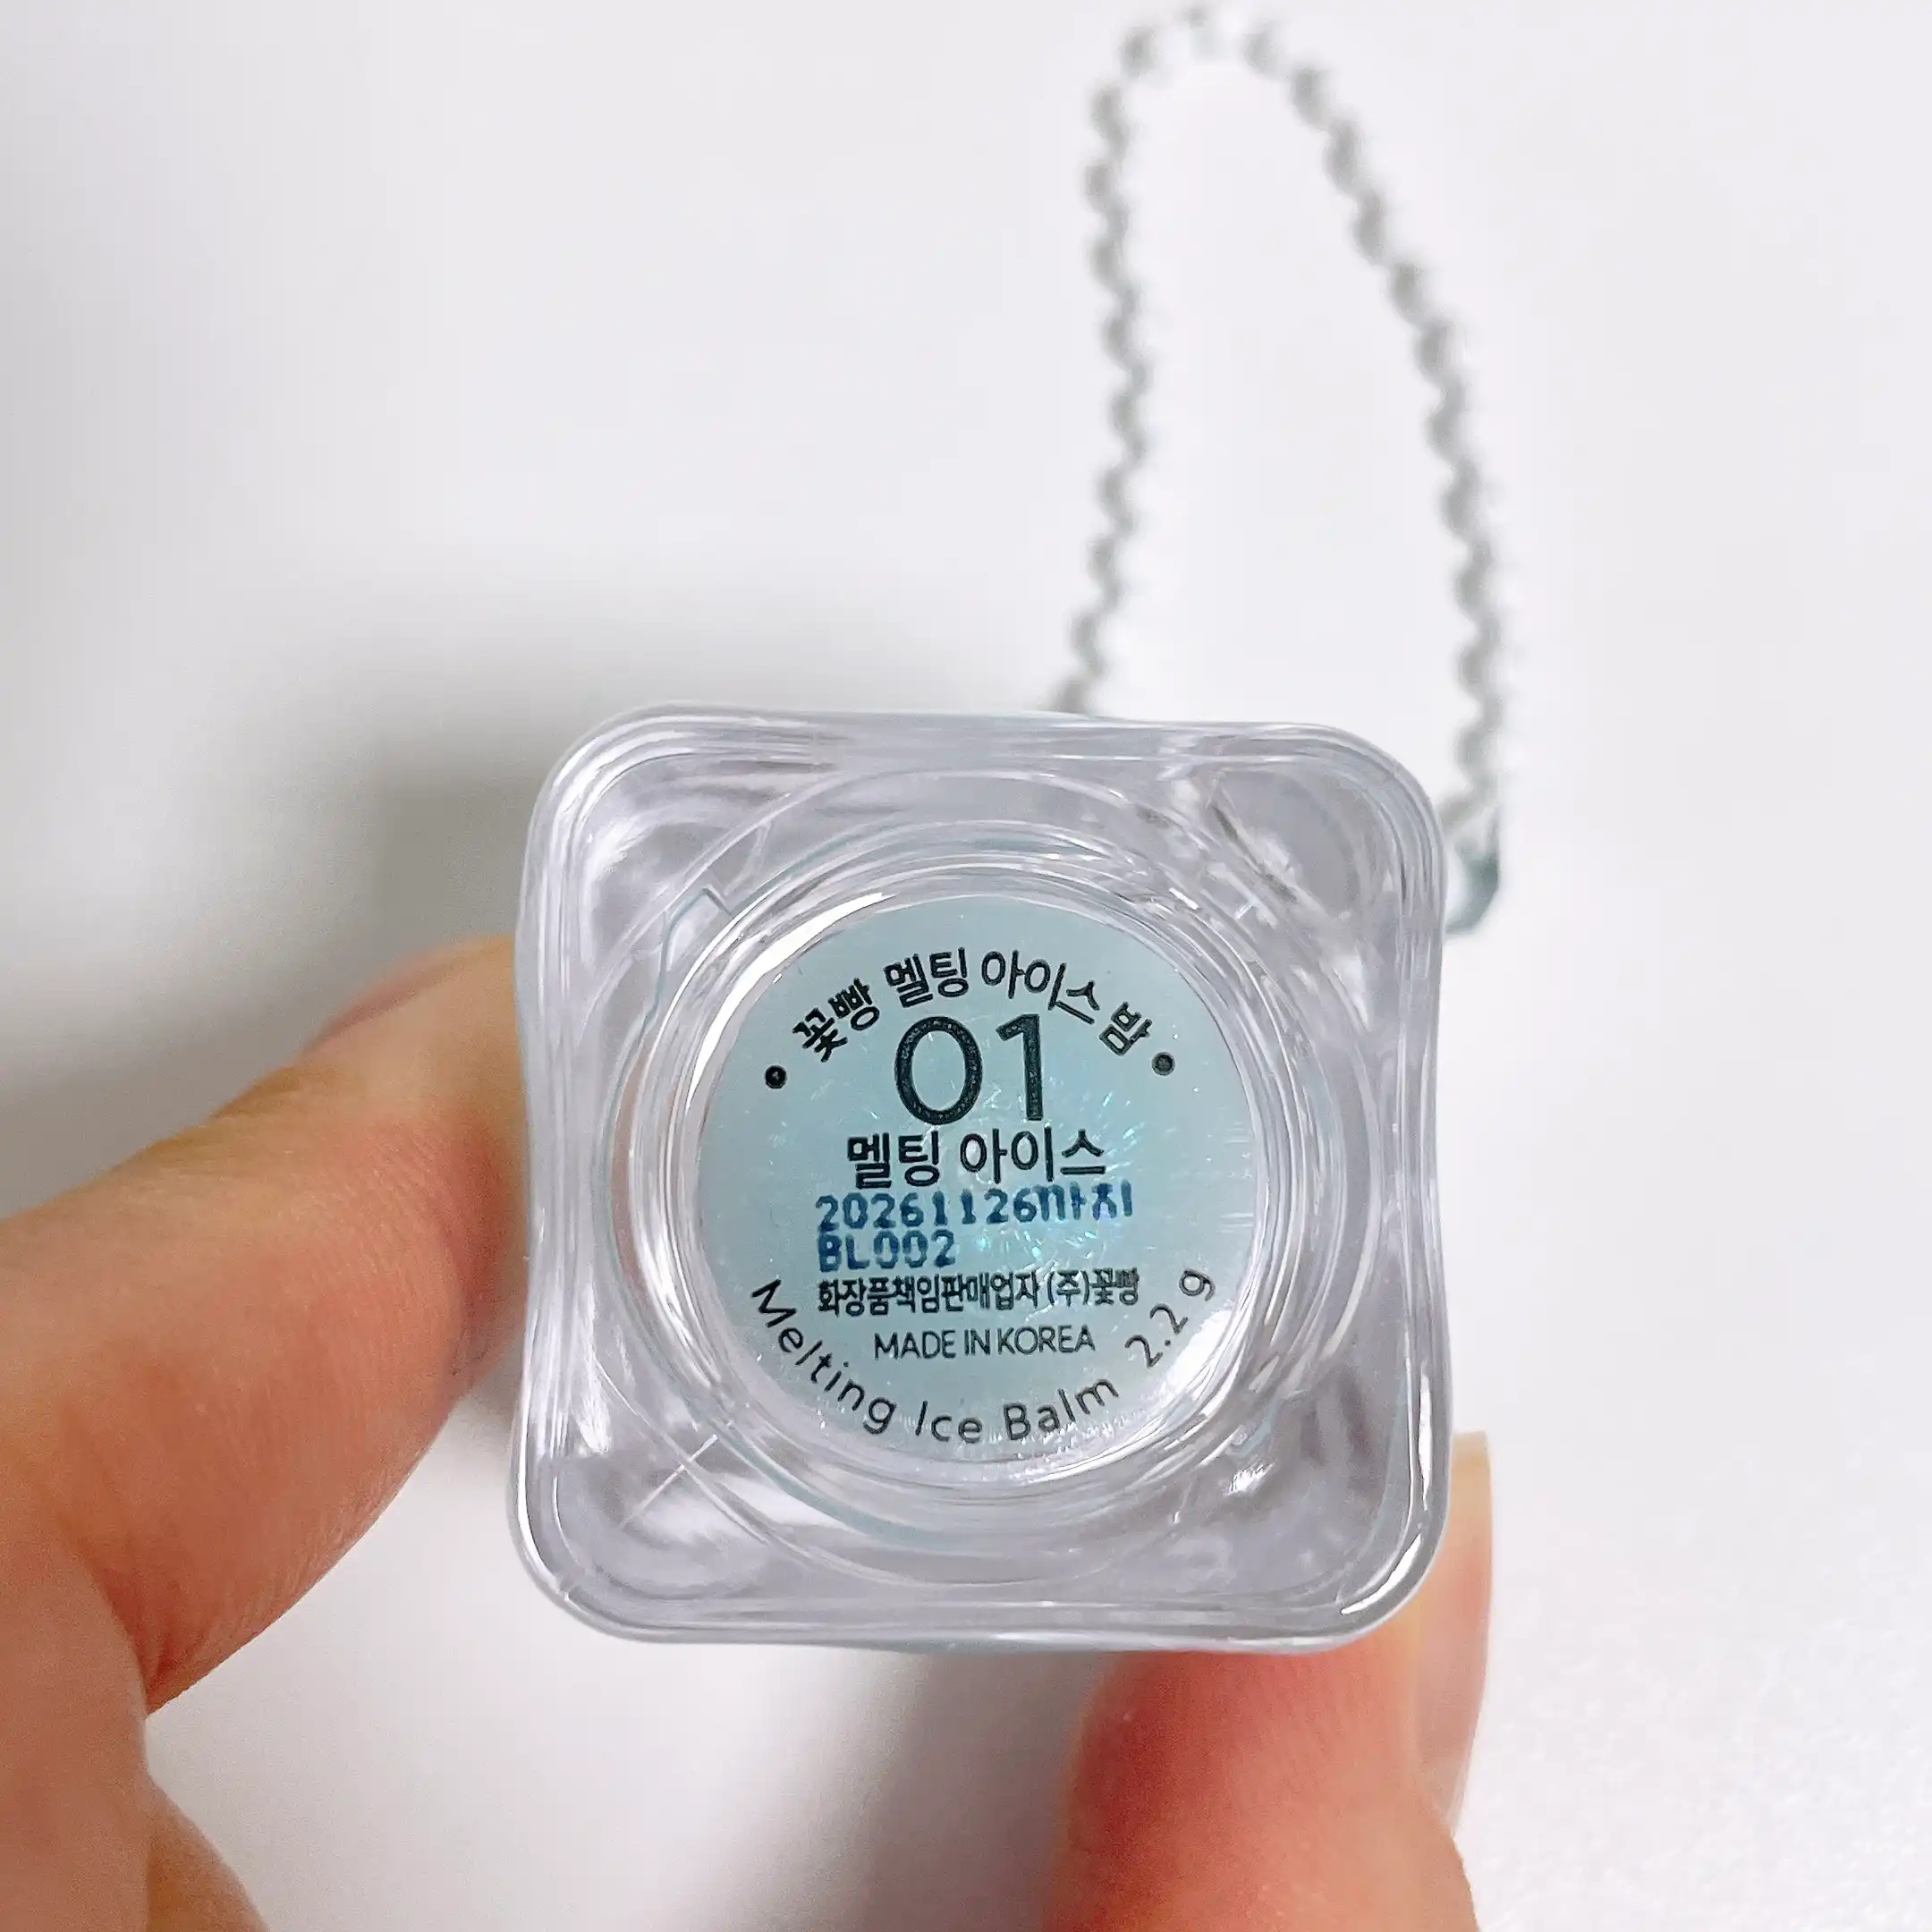 꽃빵 멜팅 아이스 밤
01
멜팅 아이스
20261126까지
BL002
화장품책임판매업자 (주)꽃빵
MADE IN KOREA
Melting Ice Balm 2.2 g